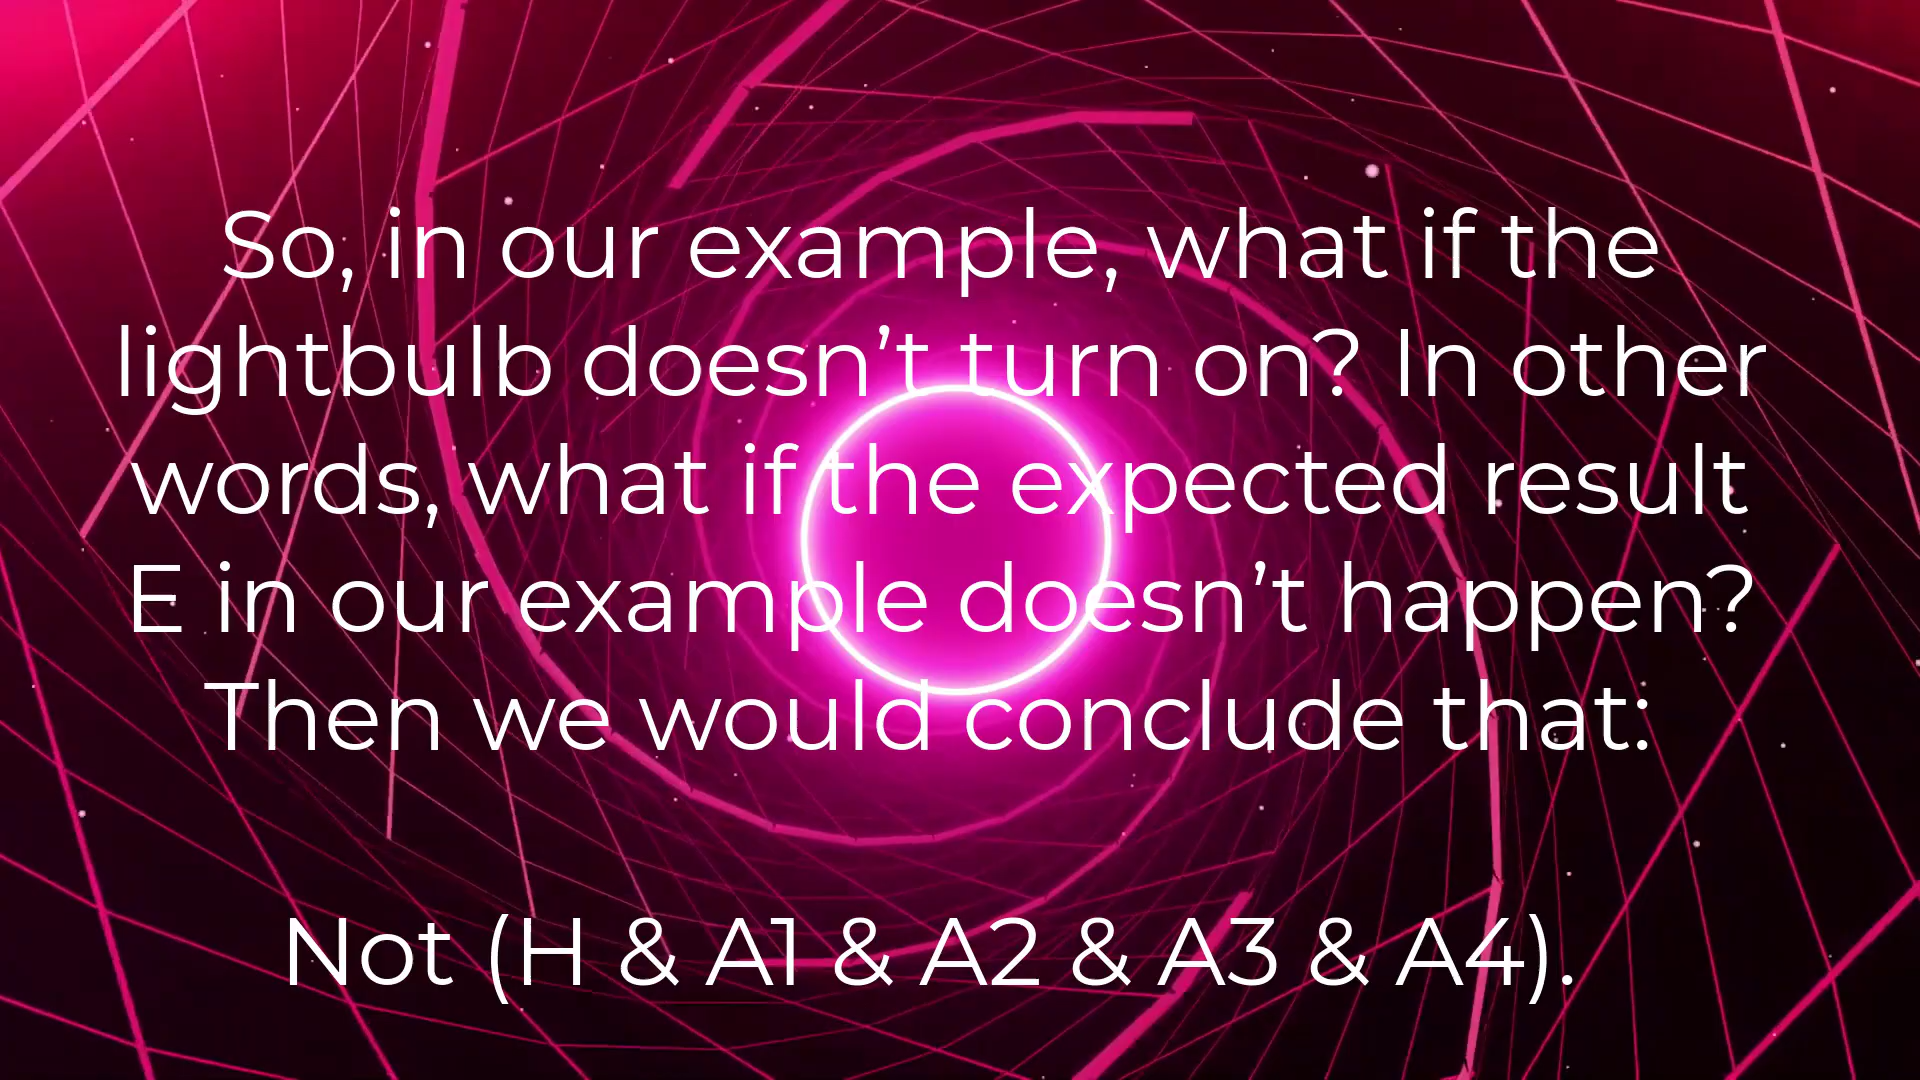 So, in our example, what if the
lightbulb doesn’t turn on? In other
words, what if the expected result
E in our example doesn’t happen?
Then we would conclude that:
Not (H & A1 & A2 & A3 & A4).